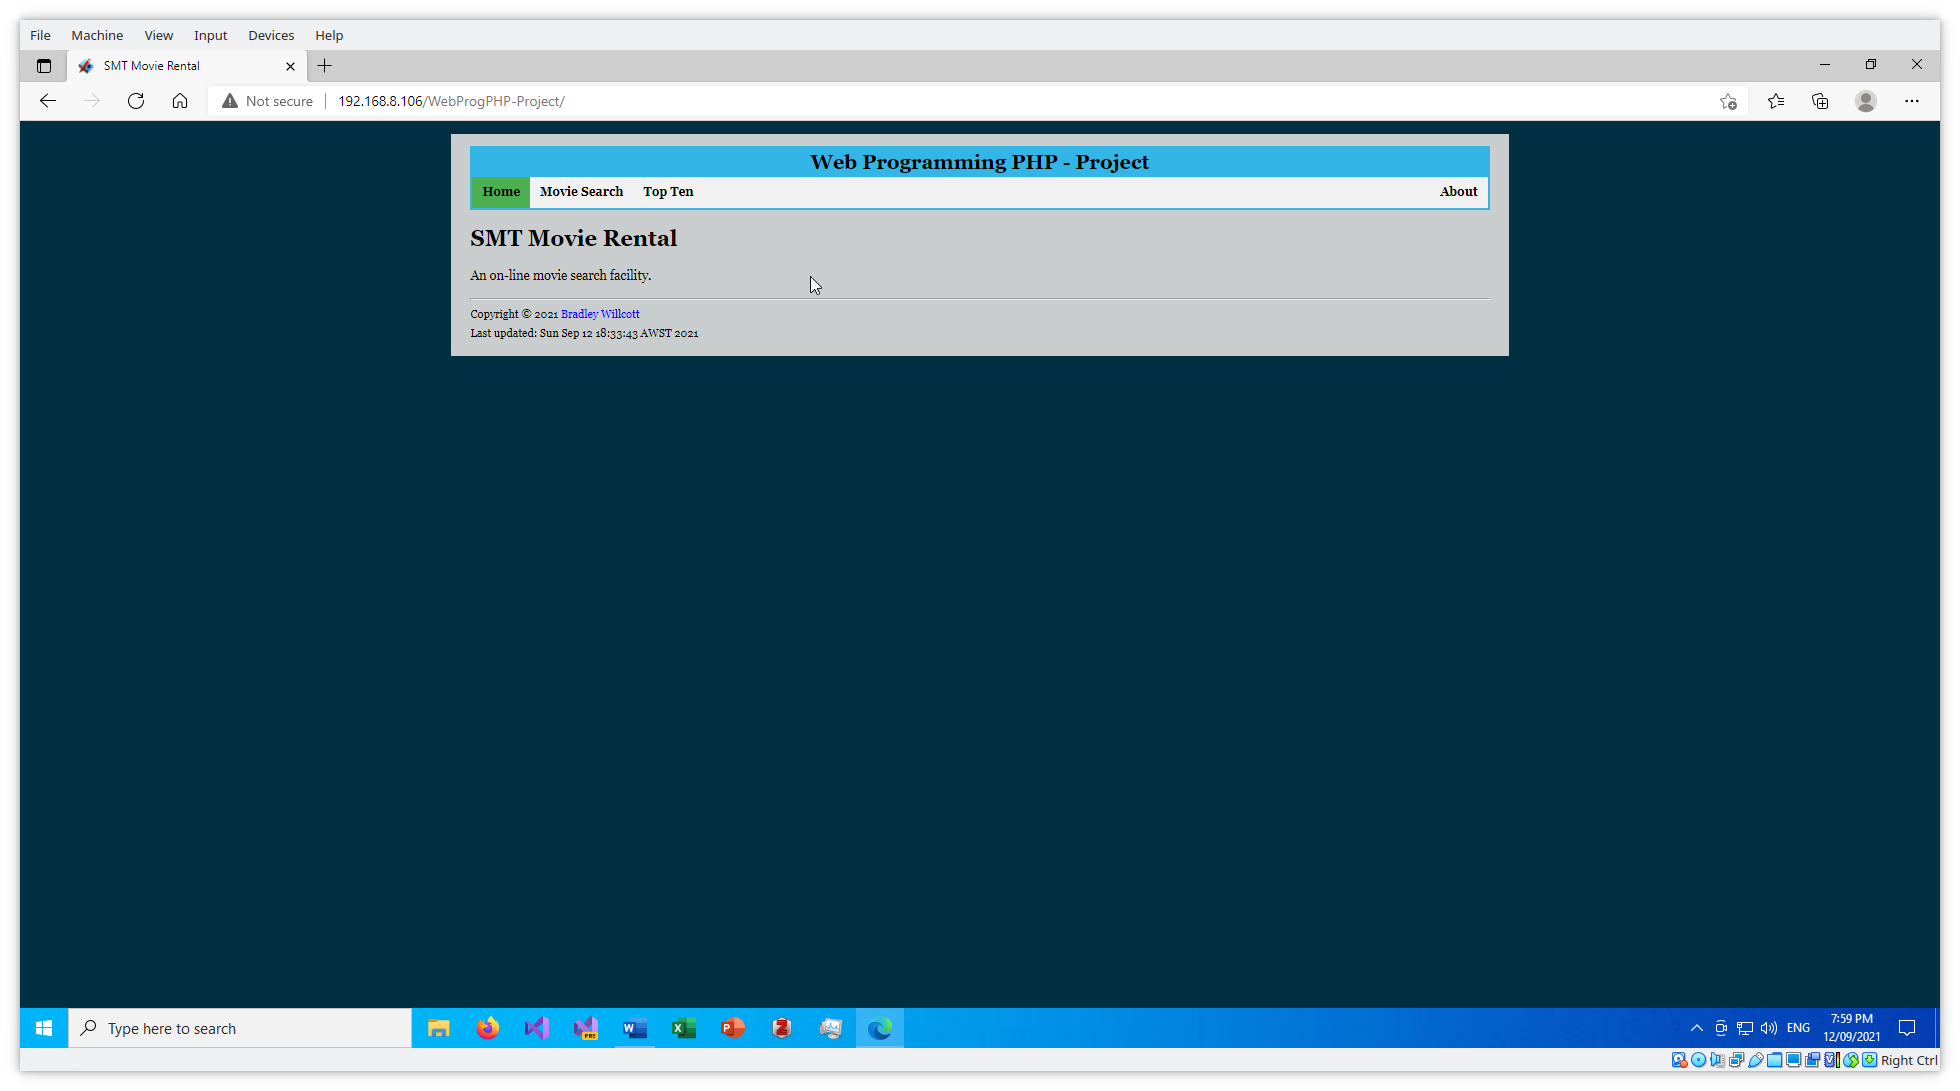 File Machine View Input Devices Help
SMT Movie Rental
Not secure 192.168.8.106/WebProgPHP-Project/
Web Programming PHP - Project
Home Movie Search Top Ten About
SMT Movie Rental
An on-line movie search facility.
Copyright © 2021 Bradley Willcott
Last updated: Sun Sep 12 18:33:43 AWST 2021
Type here to search
PRE
ENG
7:59 PM
12/09/2021
Right Ctrl